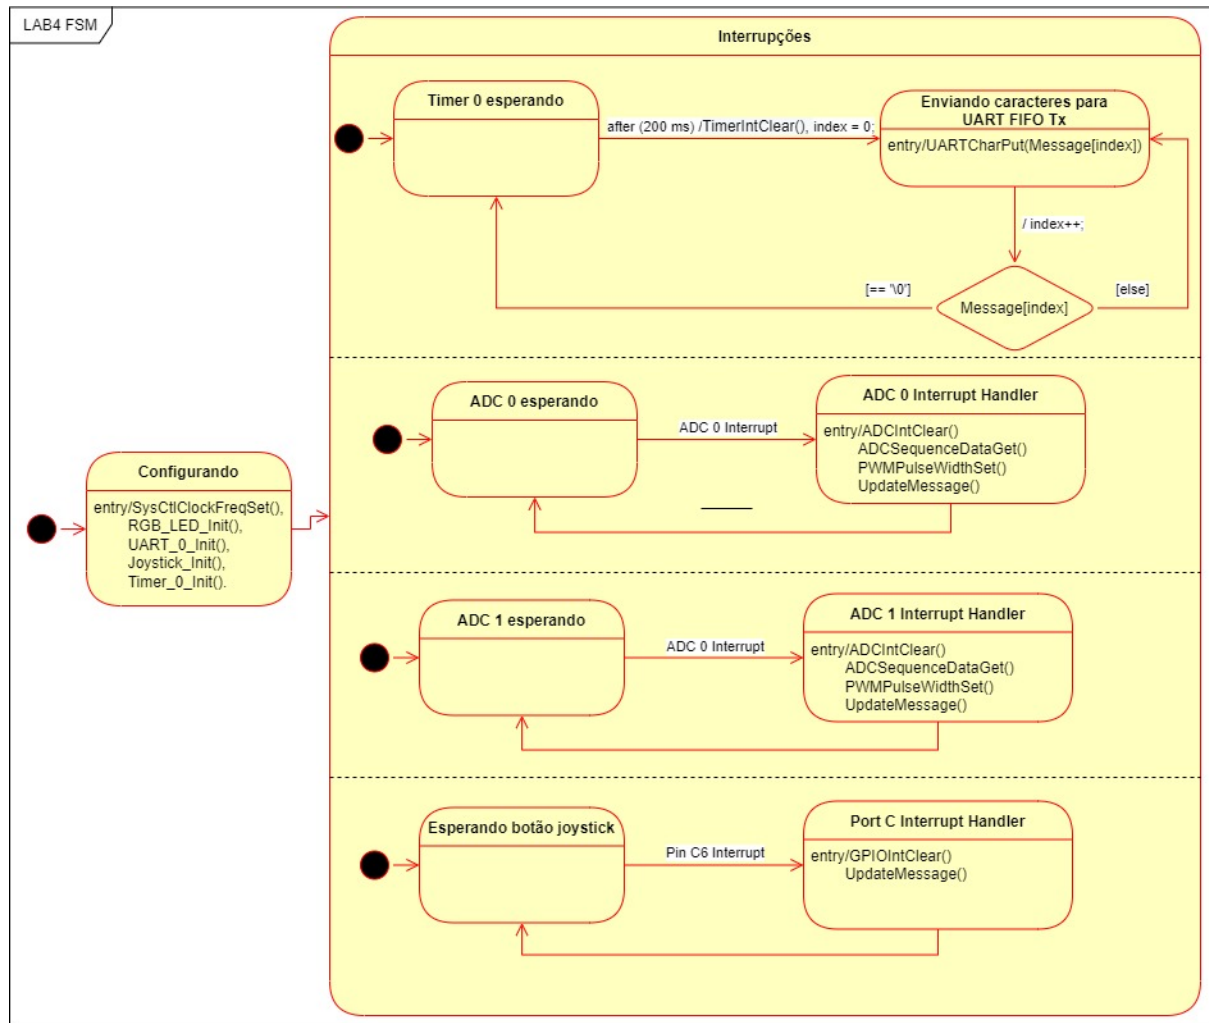 LAB4 FSM
Interrupções
Timer 0 esperando
after (200 ms) /TimerIntClear(), index = 0;
Enviando caracteres para
UART FIFO Tx
entry/UARTCharPut(Message[index])
/ index++;
[== '\0']
Message[index]
[else]
ADC 0 esperando
ADC 0 Interrupt
ADC 0 Interrupt Handler
entry/ADCIntClear()
ADCSequenceDataGet()
PWMPulseWidthSet()
UpdateMessage()
Configurando
entry/SysCtlClockFreqSet(),
RGB_LED_Init(),
UART_0_Init(),
Joystick_Init(),
Timer_0_Init().
ADC 1 esperando
ADC 0 Interrupt
ADC 1 Interrupt Handler
entry/ADCIntClear()
ADCSequenceDataGet()
PWMPulseWidthSet()
UpdateMessage()
Esperando botão joystick
Pin C6 Interrupt
Port C Interrupt Handler
entry/GPIOIntClear()
UpdateMessage()